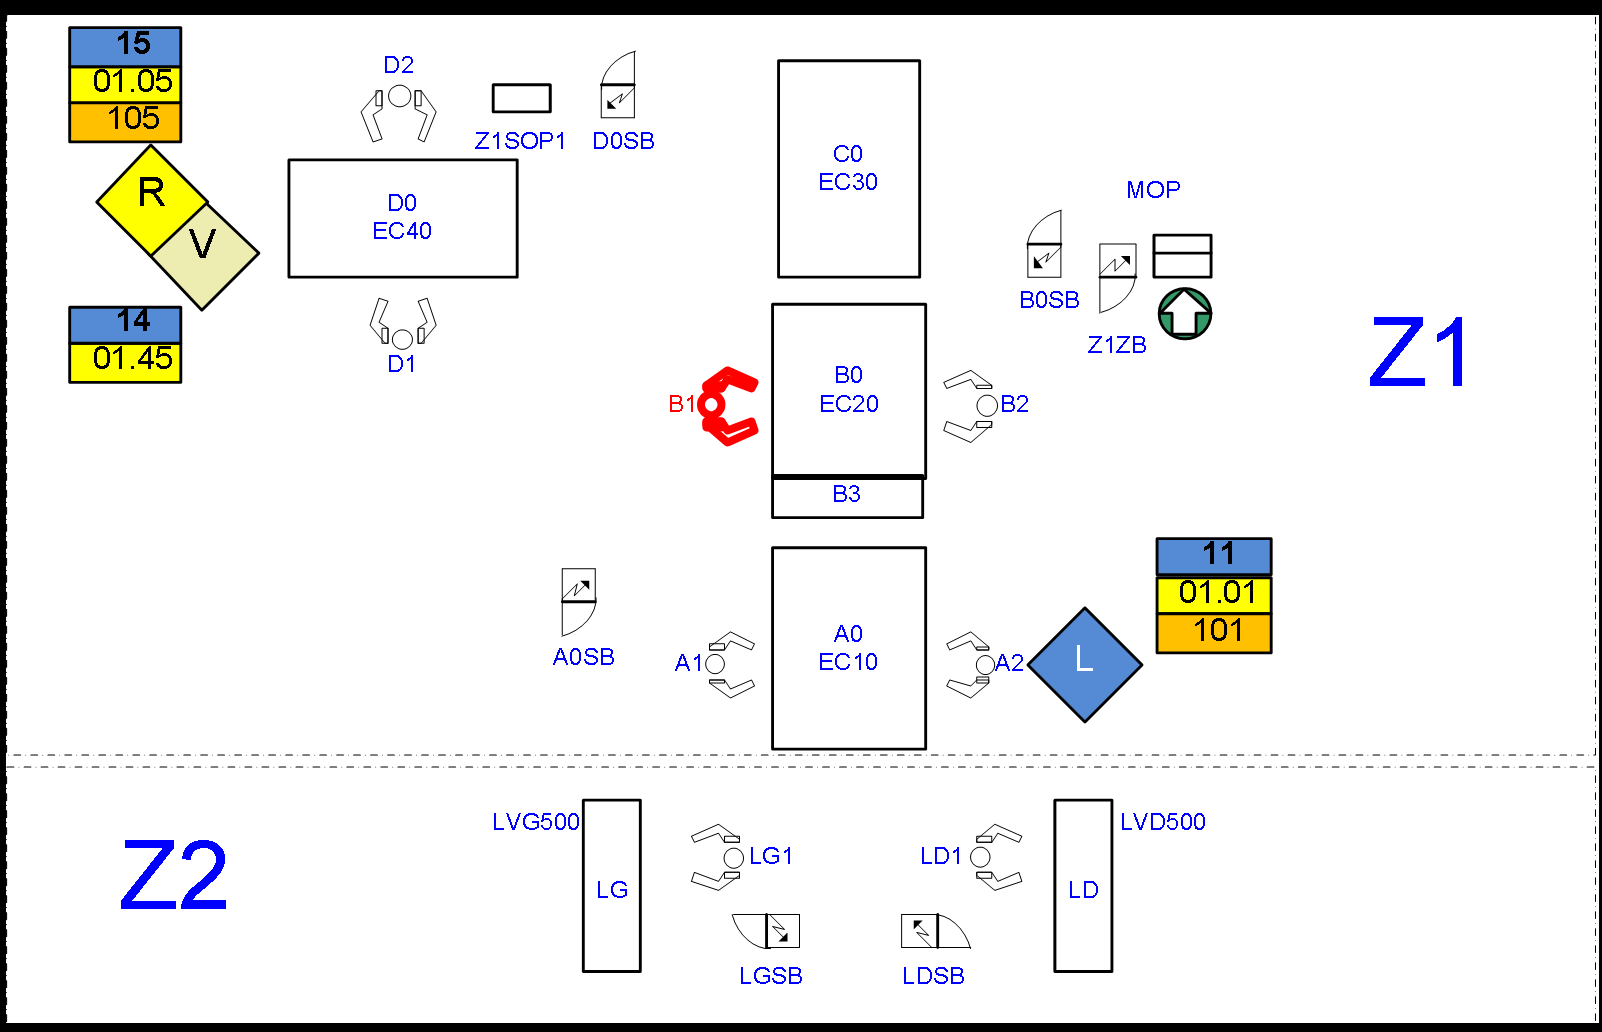 15
01.05
105
R
V
14
01.45
D2
Z1SOP1
D0SB
D0
EC40
D1
C0
EC30
MOP
B0SB
Z1ZB
Z1
B1
B0
EC20
B2
B3
A0SB
A1
A0
EC10
A2
L
11
01.01
101
Z2
LVG500
LG
LG1
LGSB
LD1
LDSB
LD
LVD500